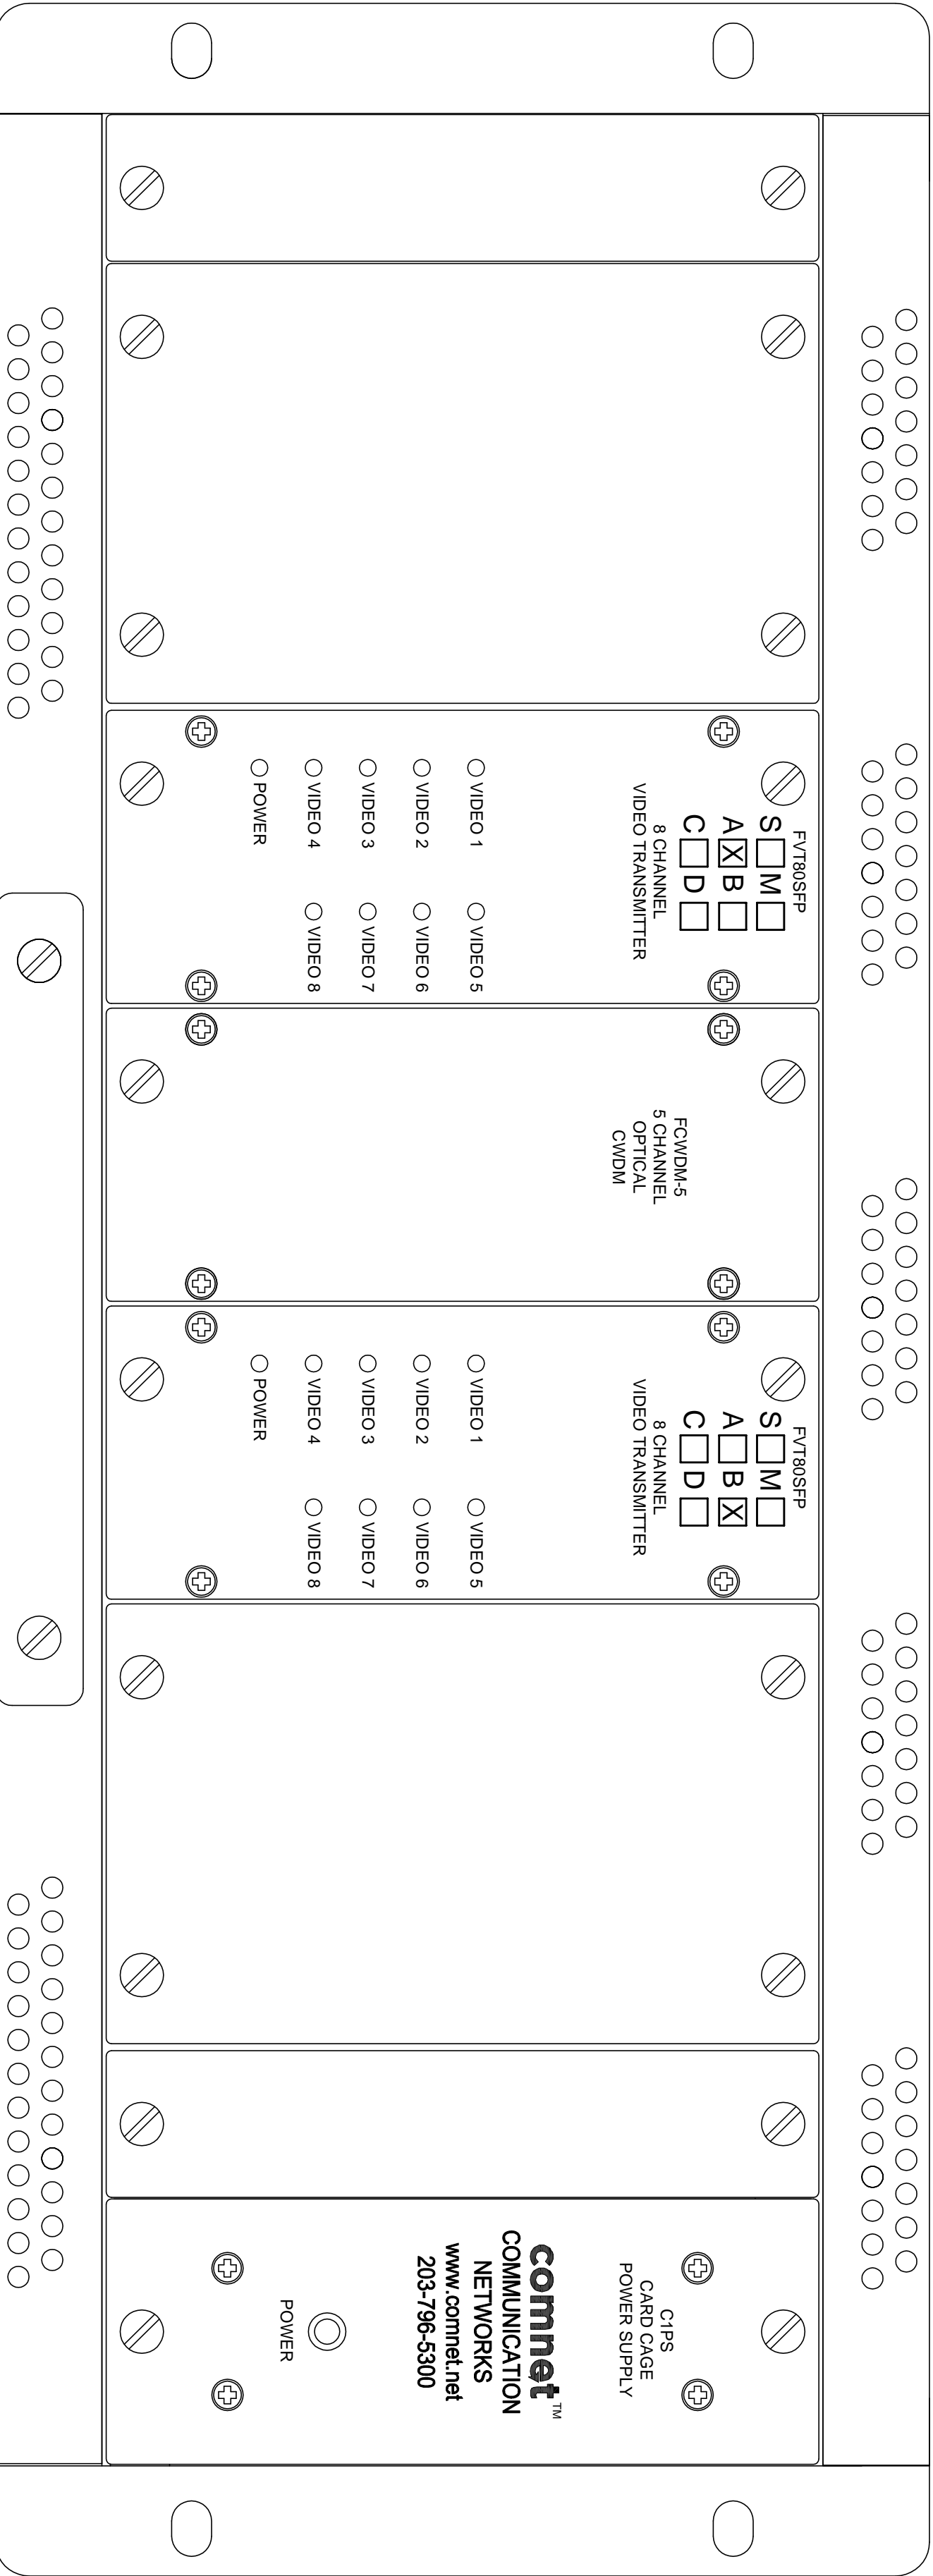 FVT80SFP
S M
A X B
C D
8 CHANNEL
VIDEO TRANSMITTER
VIDEO 1 VIDEO 5
VIDEO 2 VIDEO 6
VIDEO 3 VIDEO 7
VIDEO 4 VIDEO 8
POWER
FCWDM-5
5 CHANNEL
OPTICAL
CWDM
FVT80SFP
S M
A B X
C D
8 CHANNEL
VIDEO TRANSMITTER
VIDEO 1 VIDEO 5
VIDEO 2 VIDEO 6
VIDEO 3 VIDEO 7
VIDEO 4 VIDEO 8
POWER
C1PS
CARD CAGE
POWER SUPPLY
comnet™
COMMUNICATION
NETWORKS
www.comnet.net
203-796-5300
POWER